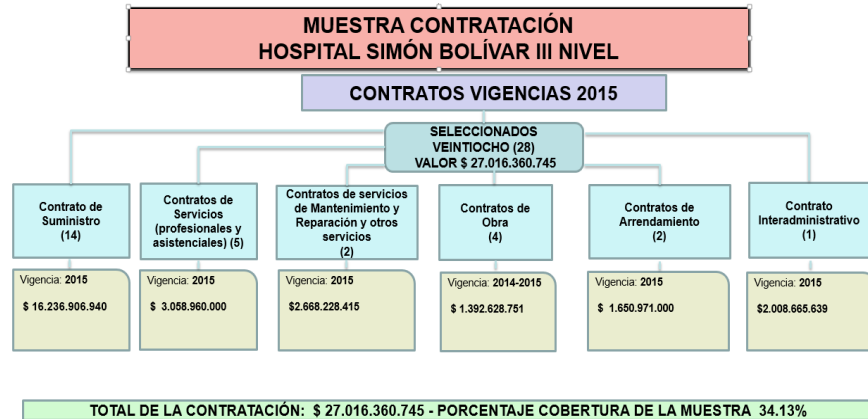 MUESTRA CONTRATACIÓN
HOSPITAL SIMÓN BOLÍVAR III NIVEL
CONTRATOS VIGENCIAS 2015
SELECCIONADOS
VEINTIOCHO (28)
VALOR $ 27.016.360.745
Contrato de
Suministro
(14)
Contratos de
Servicios
(profesionales y
asistenciales) (5)
Contratos de servicios
de Mantenimiento y
Reparación y otros
servicios
(2)
Contratos de
Obra
(4)
Contratos de
Arrendamiento
(2)
Contrato
Interadministrativo
(1)
Vigencia: 2015
$ 16.236.906.940
Vigencia: 2015
$ 3.058.960.000
Vigencia: 2015
$2.668.228.415
Vigencia: 2014-2015
$ 1.392.628.751
Vigencia: 2015
$ 1.650.971.000
Vigencia: 2015
$2.008.665.639
TOTAL DE LA CONTRATACIÓN: $ 27.016.360.745 - PORCENTAJE COBERTURA DE LA MUESTRA 34.13%